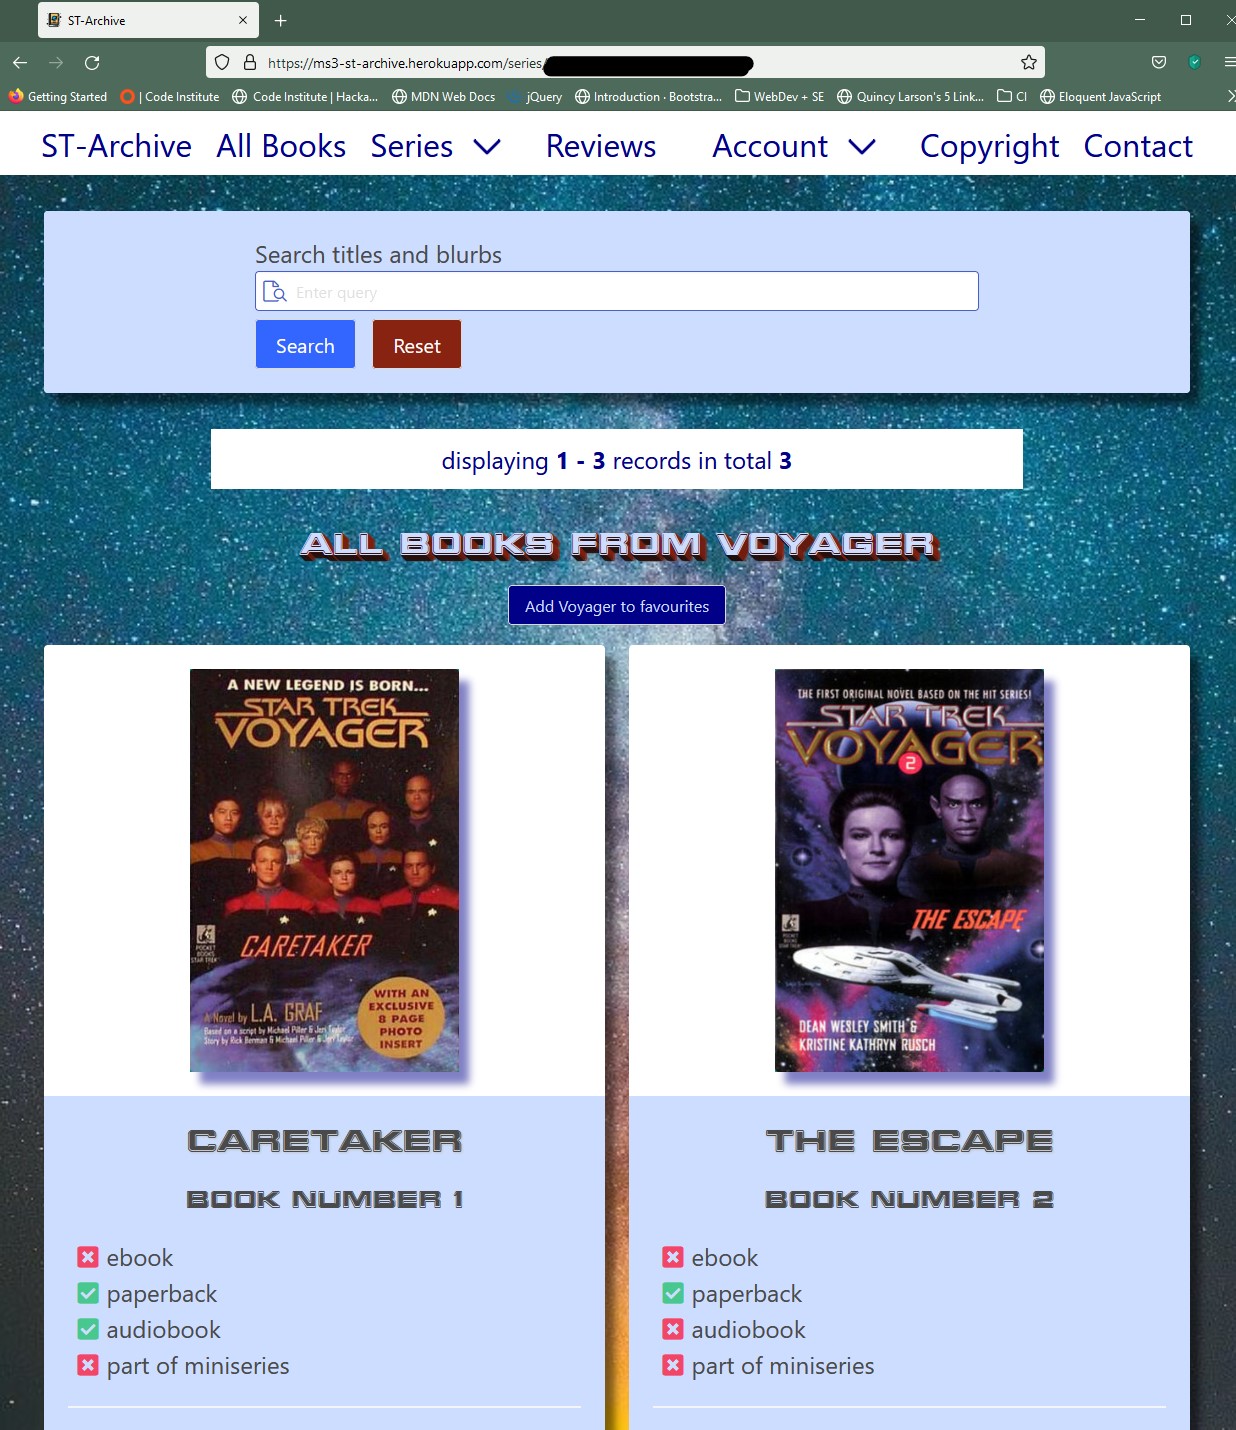 ST-Archive
https://ms3-st-archive.herokuapp.com/series/
Getting Started | Code Institute Code Institute | Hacka... MDN Web Docs jQuery Introduction · Bootstra... WebDev + SE Quincy Larson's 5 Link... CI Eloquent JavaScript
ST-Archive All Books Series Reviews Account Copyright Contact
Search titles and blurbs
Enter query
Search Reset
displaying 1 - 3 records in total 3
ALL BOOKS FROM VOYAGER
Add Voyager to favourites
A NEW LEGEND IS BORN...
STAR TREK
VOYAGER™
CARETAKER
POCKET
BOOKS
STAR TREK
A Novel by L.A. GRAF
Based on a script by Michael Piller & Jeri Taylor
Story by Rick Berman & Michael Piller & Jeri Taylor
WITH AN
EXCLUSIVE
8 PAGE
PHOTO
INSERT
THE FIRST ORIGINAL NOVEL BASED ON THE HIT SERIES!
STAR TREK
VOYAGER
2
THE ESCAPE
DEAN WESLEY SMITH &
KRISTINE KATHRYN RUSCH
CARETAKER
BOOK NUMBER 1
ebook
paperback
audiobook
part of miniseries
THE ESCAPE
BOOK NUMBER 2
ebook
paperback
audiobook
part of miniseries